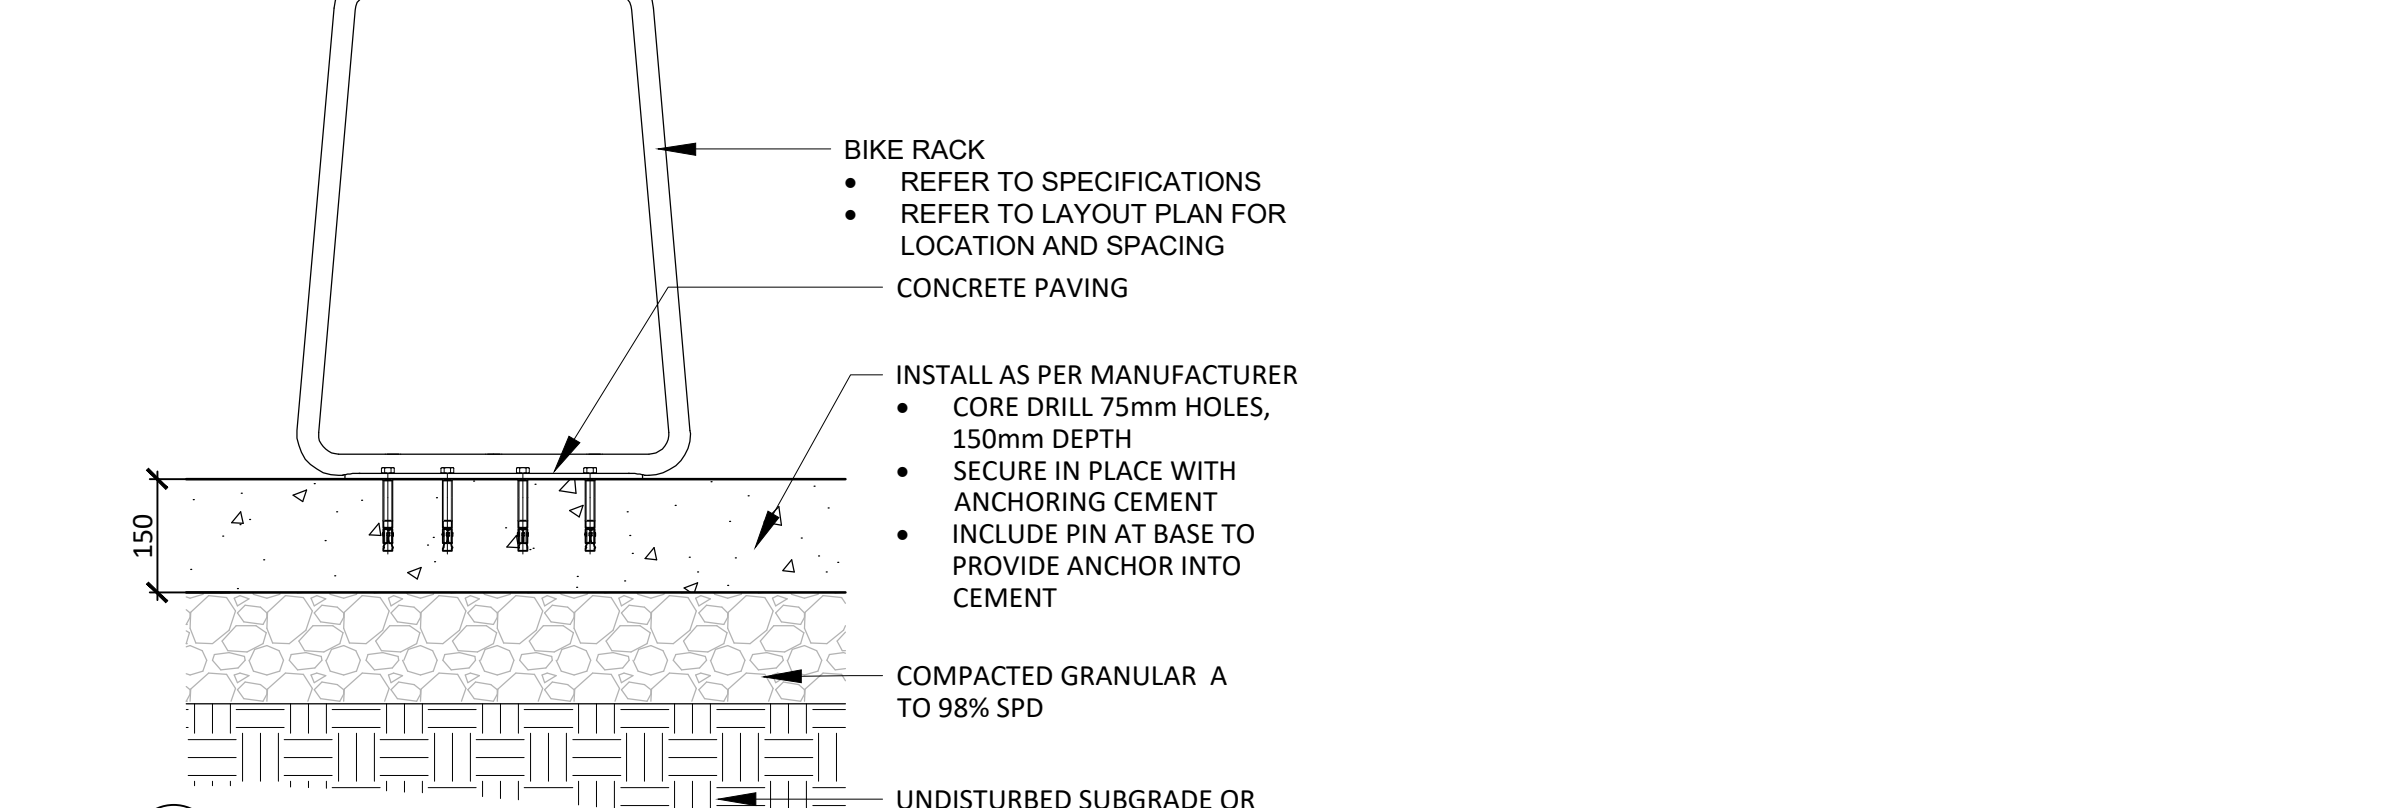 BIKE RACK
• REFER TO SPECIFICATIONS
• REFER TO LAYOUT PLAN FOR
LOCATION AND SPACING
CONCRETE PAVING
INSTALL AS PER MANUFACTURER
• CORE DRILL 75mm HOLES,
150mm DEPTH
• SECURE IN PLACE WITH
ANCHORING CEMENT
• INCLUDE PIN AT BASE TO
PROVIDE ANCHOR INTO
CEMENT
150
COMPACTED GRANULAR A
TO 98% SPD
UNDISTURBED SUBGRADE OR